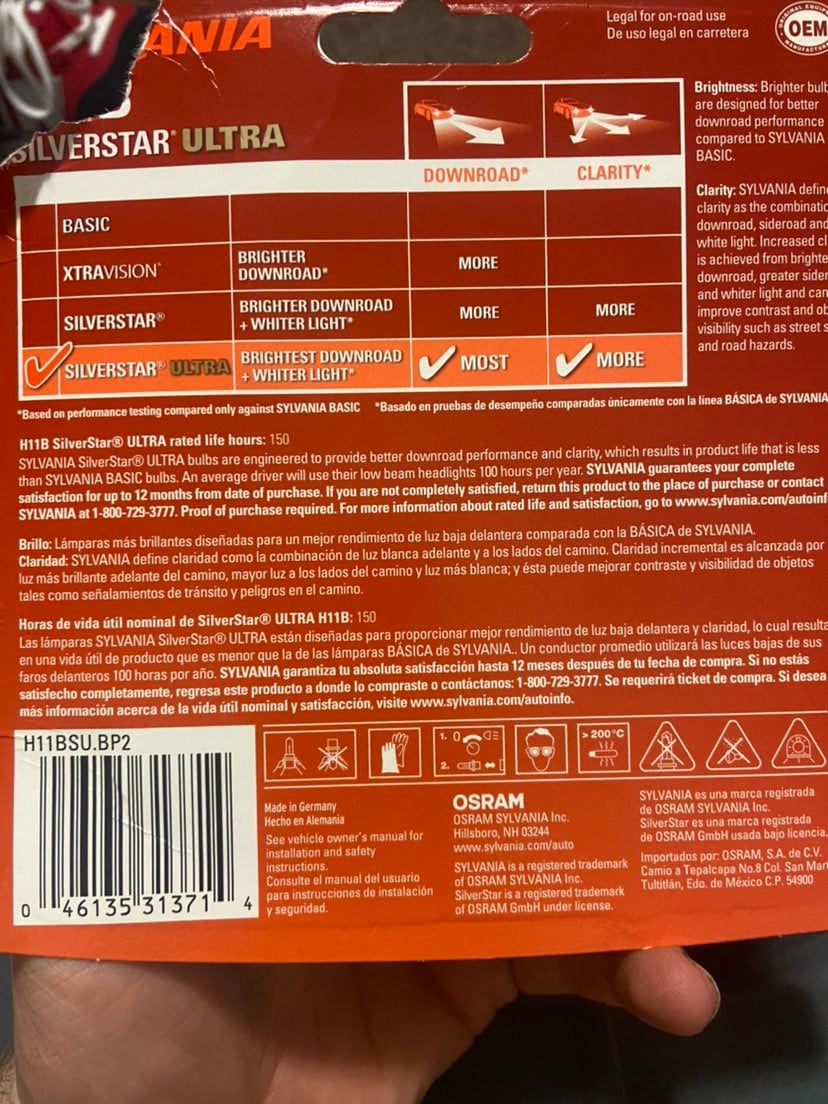 Legal for on-road use
De uso legal en carretera
ORIGINAL
OEM
SILVERSTAR® ULTRA
DOWNROAD*
CLARITY*
BASIC
XTRAVISION®
BRIGHTER
DOWNROAD*
MORE
SILVERSTAR®
BRIGHTER DOWNROAD
+ WHITER LIGHT*
MORE
MORE
SILVERSTAR® ULTRA
BRIGHTEST DOWNROAD
+ WHITER LIGHT*
MOST
MORE
Brightness: Brighter
are designed for better
downroad performance
compared to SYLVANIA
BASIC.
Clarity: SYLVANIA
clarity as the
downroad, sideroad and
white light. Increased
is achieved from
downroad, greater
and whiter light and can
improve contrast and
visibility such as street
and road hazards.
*Based on performance testing compared only against SYLVANIA BASIC
*Basado en pruebas de desempeño comparadas únicamente con la línea BÁSICA de SYLVANIA
H11B SilverStar® ULTRA rated life hours: 150
SYLVANIA SilverStar® ULTRA bulbs are engineered to provide better downroad performance and clarity, which results in product life that is less
than SYLVANIA BASIC bulbs. An average driver will use their low beam headlights 100 hours per year. SYLVANIA guarantees your complete
satisfaction for up to 12 months from date of purchase. If you are not completely satisfied, return this product to the place of purchase or contact
SYLVANIA at 1-800-729-3777. Proof of purchase required. For more information about rated life and satisfaction, go to www.sylvania.com/autoinf
Brillo: Lámparas más brillantes diseñadas para un mejor rendimiento de luz baja delantera comparada con la BÁSICA de SYLVANIA.
Claridad: SYLVANIA define claridad como la combinación de luz blanca adelante y a los lados del camino. Claridad incremental es alcanzada por
luz más brillante adelante del camino, mayor luz a los lados del camino y luz más blanca; y ésta puede mejorar contraste y visibilidad de objetos
tales como señalamientos de tránsito y peligros en el camino.
Horas de vida útil nominal de SilverStar® ULTRA H11B: 150
Las lámparas SYLVANIA SilverStar® ULTRA están diseñadas para proporcionar mejor rendimiento de luz baja delantera y claridad, lo cual resulta
en una vida útil de producto que es menor que la de las lámparas BÁSICA de SYLVANIA.. Un conductor promedio utilizará las luces bajas de sus
faros delanteros 100 horas por año. SYLVANIA garantiza tu absoluta satisfacción hasta 12 meses después de tu fecha de compra. Si no estás
satisfecho completamente, regresa este producto a donde lo compraste o contáctanos: 1-800-729-3777. Se requerirá ticket de compra. Si desea
más información acerca de la vida útil nominal y satisfacción, visite www.sylvania.com/autoinfo.
H11BSU.BP2
0 46135 31371 4
1. 0
2.
> 200°C
Made in Germany
Hecho en Alemania
See vehicle owner's manual for
installation and safety
instructions.
Consulte el manual del usuario
para instrucciones de instalación
y seguridad.
OSRAM
OSRAM SYLVANIA Inc.
Hillsboro, NH 03244
www.sylvania.com/auto
SYLVANIA is a registered trademark
of OSRAM SYLVANIA Inc.
SilverStar is a registered trademark
of OSRAM GmbH under license.
SYLVANIA es una marca registrada
de OSRAM SYLVANIA Inc.
SilverStar es una marca registrada
de OSRAM GmbH usada bajo licencia.
Importados por: OSRAM, S.A. de C.V.
Camio a Tepalcapa No.8 Col. San
Tultitlán, Edo. de México C.P. 54900